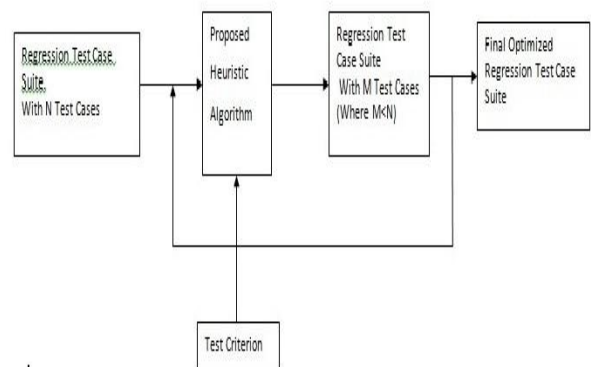 Regression Test Case
Suite.
With N Test Cases
Proposed
Heuristic
Algorithm
Regression Test
Case Suite
With M Test Cases
(Where M<N)
Final Optimized
Regression Test Case
Suite
Test Criterion